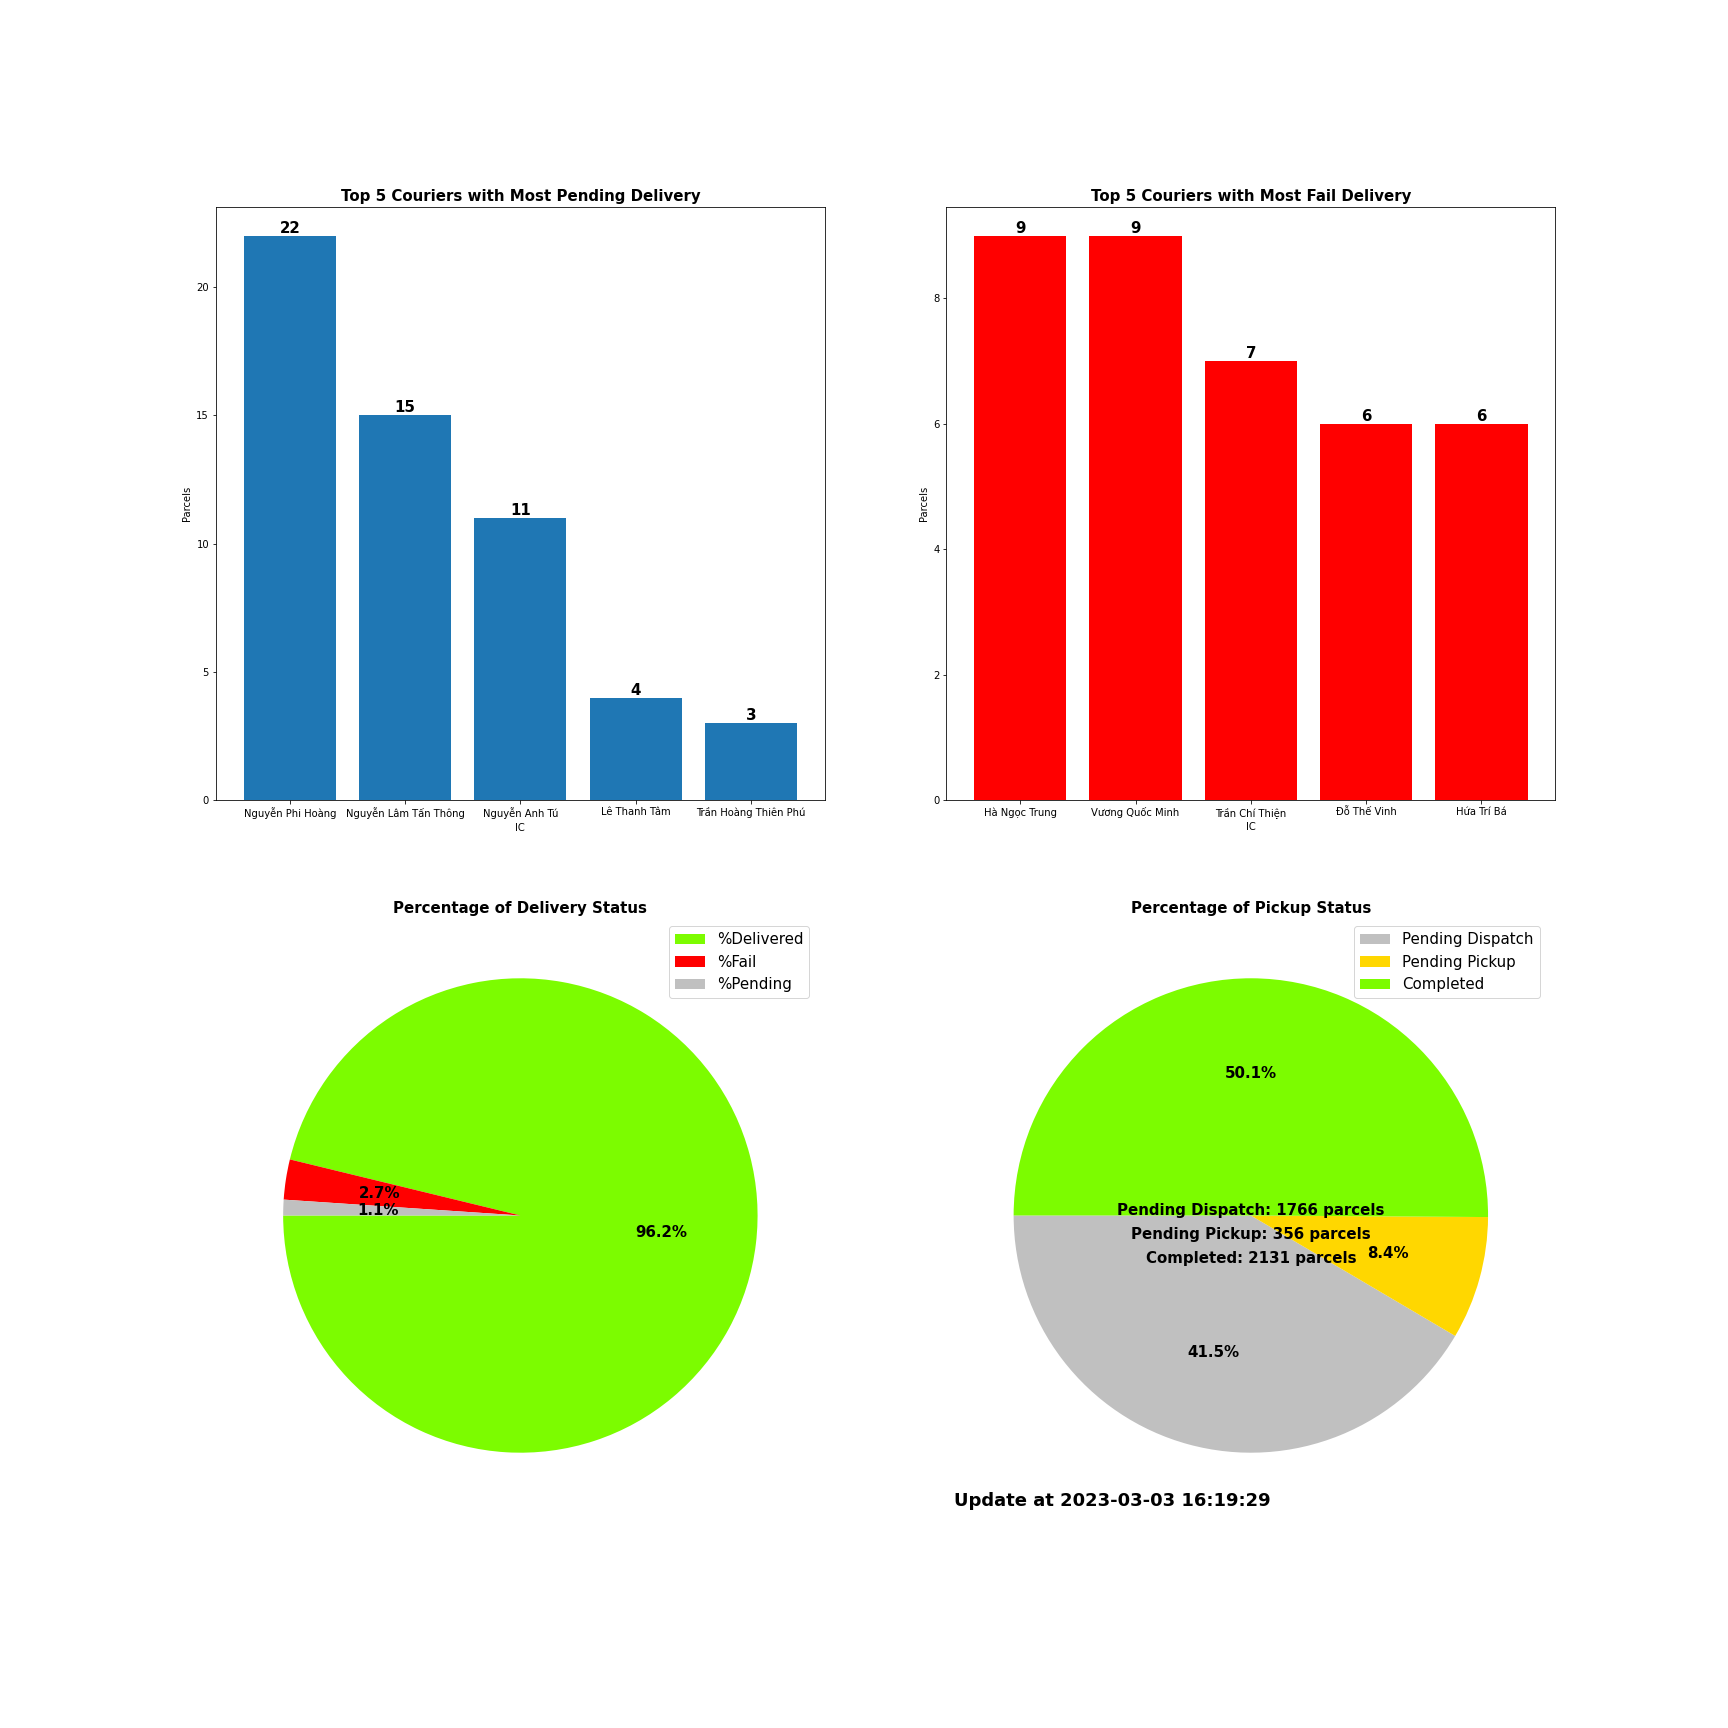 Top 5 Couriers with Most Pending Delivery
22
15
11
4
3
20
15
10
5
0
Parcels
Nguyễn Phi Hoàng
Nguyễn Lâm Tấn Thông
Nguyễn Anh Tú
Lê Thanh Tâm
Trần Hoàng Thiên Phú
IC
Top 5 Couriers with Most Fail Delivery
9
9
7
6
6
8
6
4
2
0
Parcels
Hà Ngọc Trung
Vương Quốc Minh
Trần Chí Thiện
Đỗ Thế Vinh
Hứa Trí Bá
IC
Percentage of Delivery Status
%Delivered
%Fail
%Pending
2.7%
1.1%
96.2%
Percentage of Pickup Status
Pending Dispatch
Pending Pickup
Completed
50.1%
Pending Dispatch: 1766 parcels
Pending Pickup: 356 parcels
Completed: 2131 parcels
8.4%
41.5%
Update at 2023-03-03 16:19:29